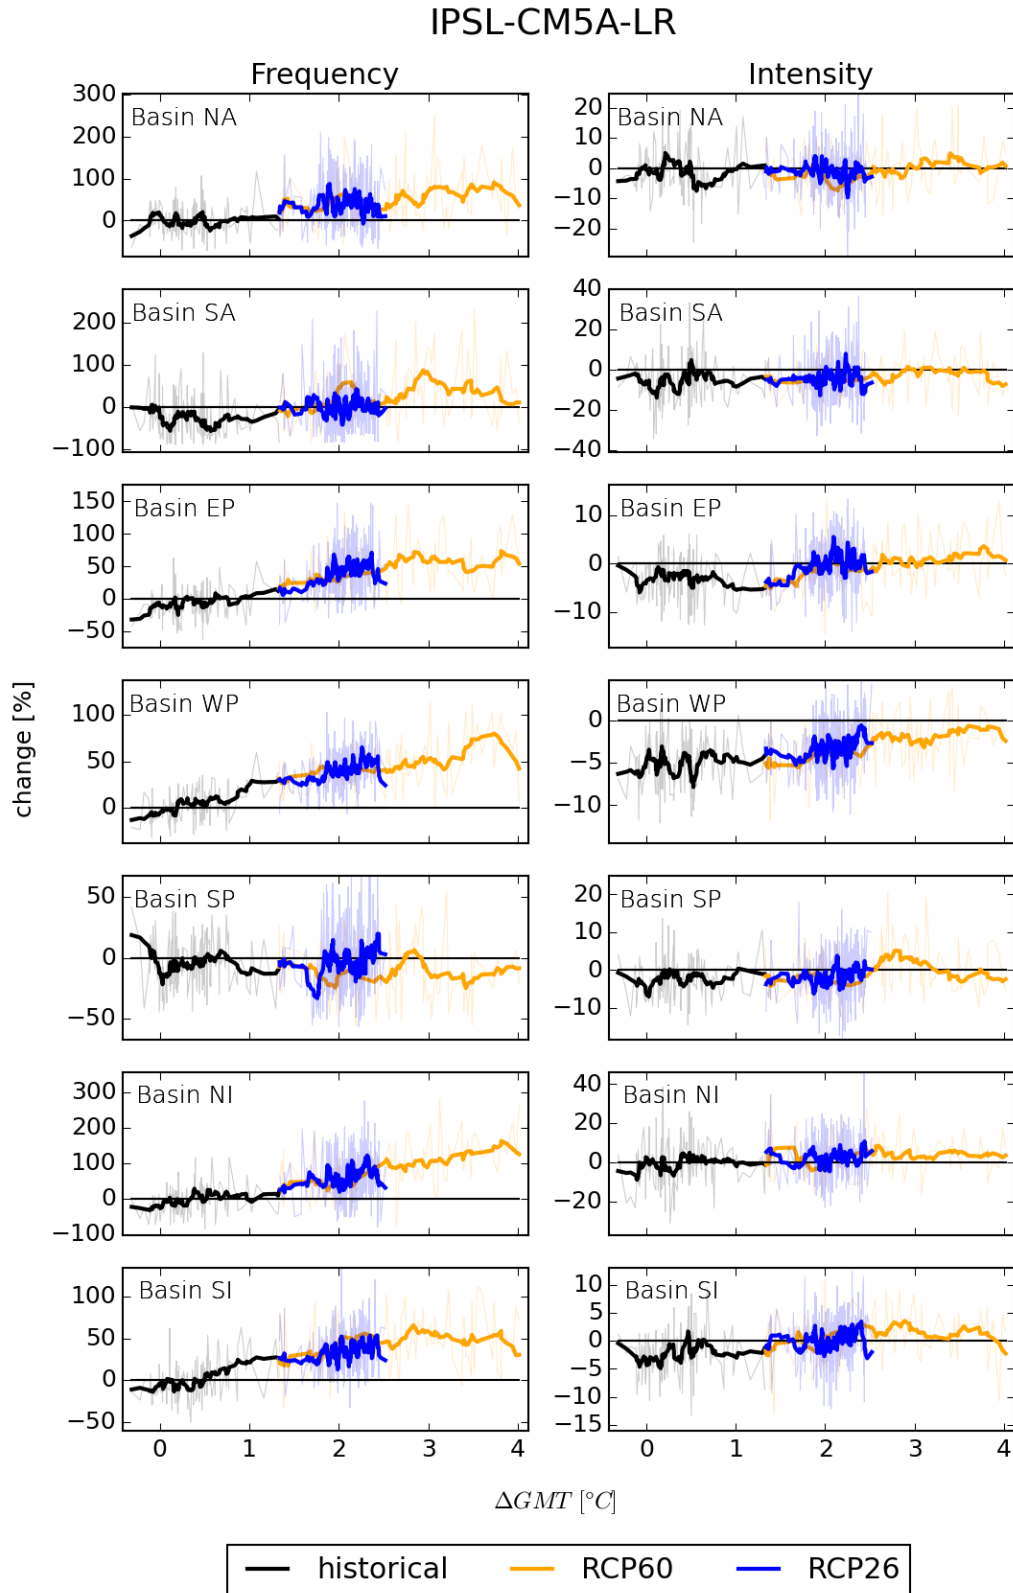 IPSL-CM5A-LR
Frequency Intensity
Basin NA
300
200
100
0
Basin NA
20
10
0
−10
−20
Basin SA
200
100
0
−100
Basin SA
40
20
0
−20
−40
Basin EP
150
100
50
0
−50
Basin EP
10
0
−10
change [%]
Basin WP
100
50
0
Basin WP
0
−5
−10
Basin SP
50
0
−50
Basin SP
20
10
0
−10
Basin NI
300
200
100
0
−100
Basin NI
40
20
0
−20
Basin SI
100
50
0
−50
Basin SI
10
5
0
−5
−10
−15
0 1 2 3 4 0 1 2 3 4
ΔGMT [°C]
historical RCP60 RCP26